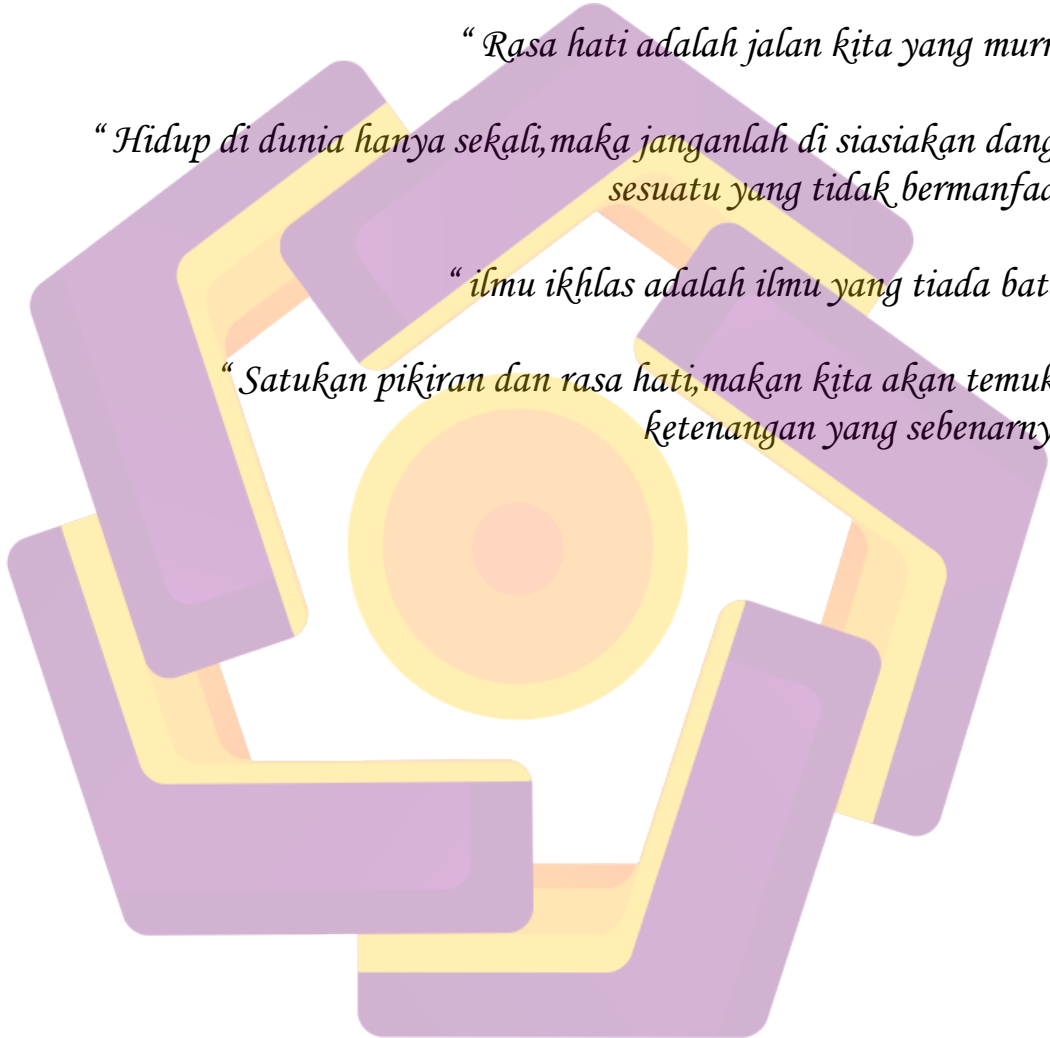 “ Rasa hati adalah jalan kita yang
“ Hidup di dunia hanya sekali,maka janganlah di siasiakan
sesuatu yang tidak
“ ilmu ikhlas adalah ilmu yang tiada
“ Satukan pikiran dan rasa hati,makan kita akan
ketenangan yang